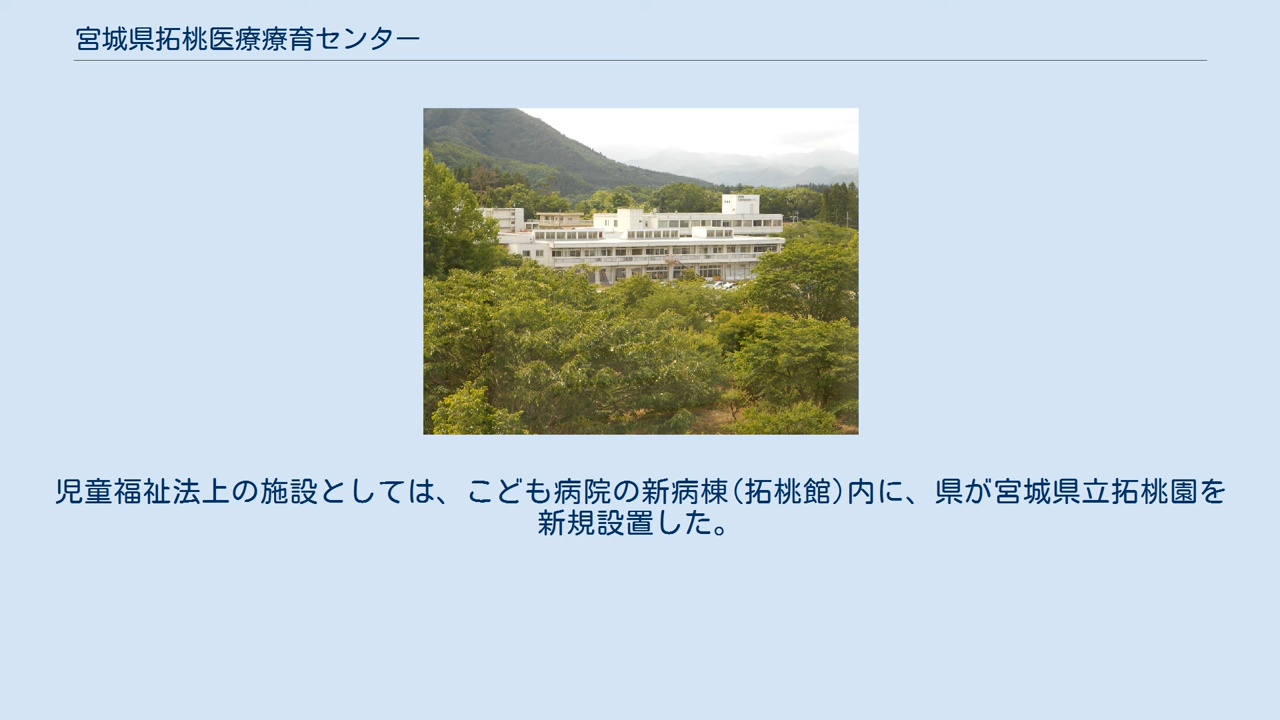 宮城県拓桃医療療育センター
児童福祉法上の施設としては、こども病院の新病棟(拓桃館)内に、県が宮城県立拓桃園を
新規設置した。